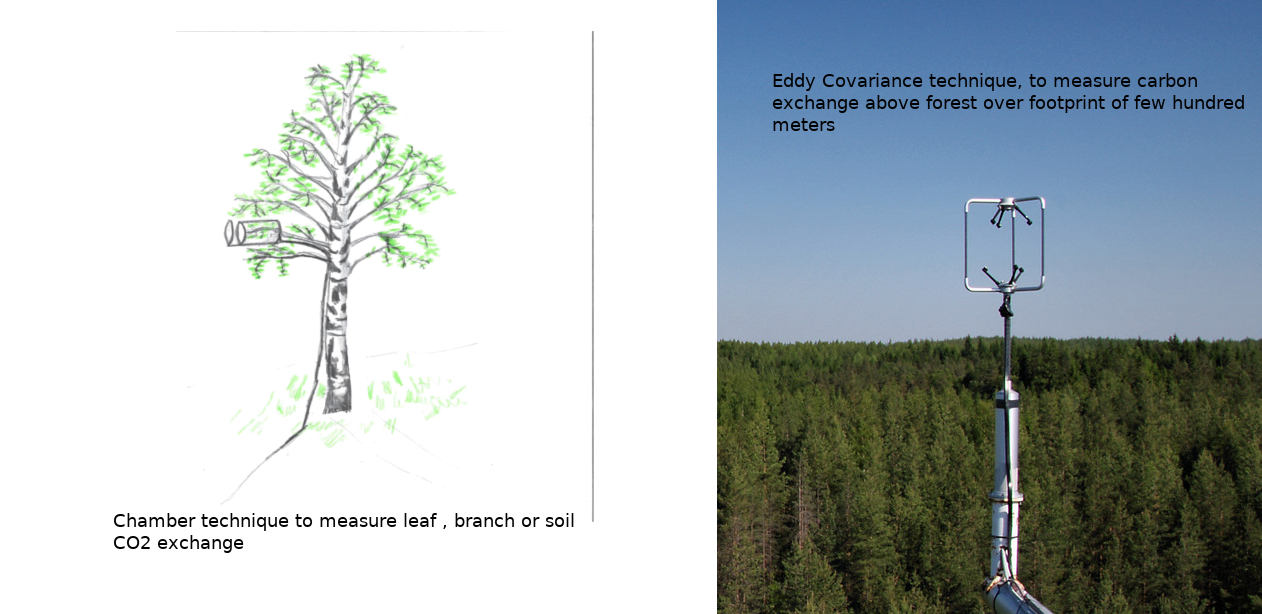 Chamber technique to measure leaf , branch or soil
CO2 exchange
Eddy Covariance technique, to measure carbon
exchange above forest over footprint of few hundred
meters